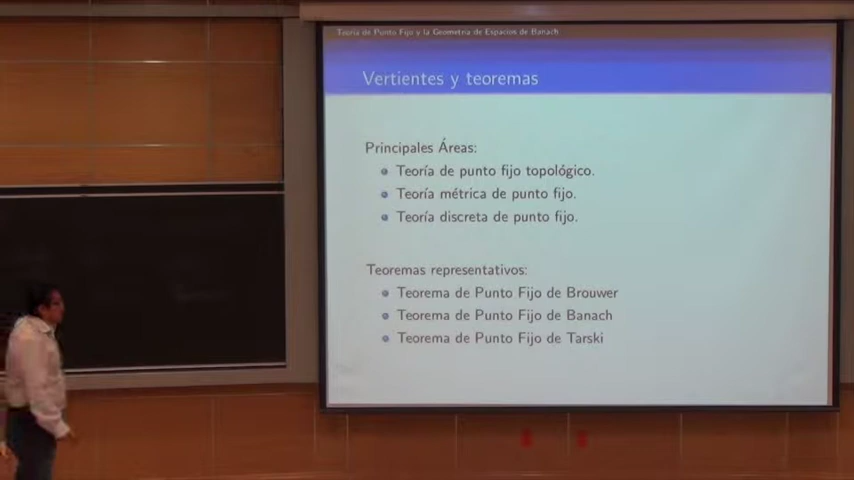 Teoría de Punto Fijo y la Geometría de Espacios de Banach
Vertientes y teoremas
Principales Áreas:
Teoría de punto fijo topológico.
Teoría métrica de punto fijo.
Teoría discreta de punto fijo.
Teoremas representativos:
Teorema de Punto Fijo de Brouwer
Teorema de Punto Fijo de Banach
Teorema de Punto Fijo de Tarski